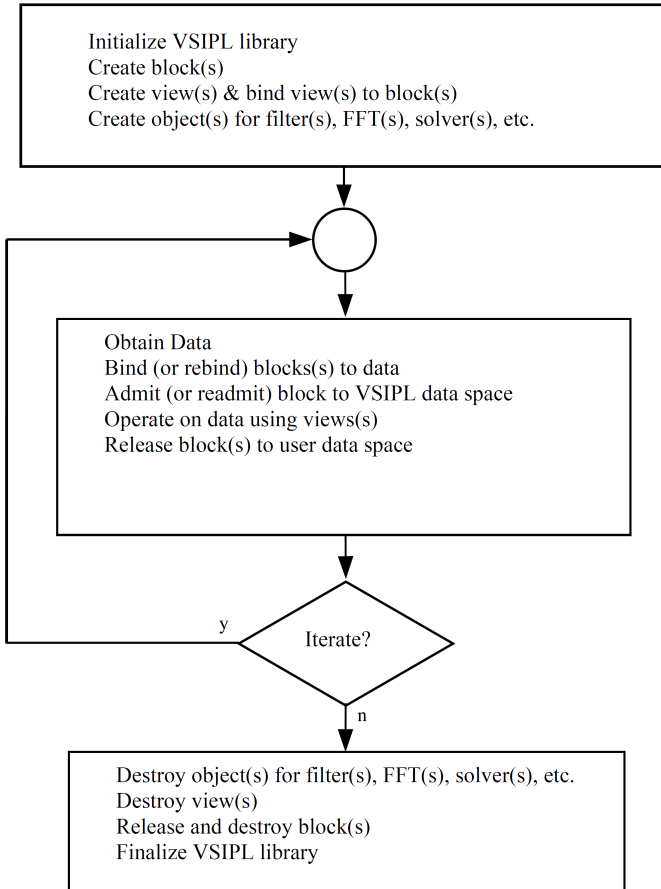 Initialize VSIPL library
Create block(s)
Create view(s) & bind view(s) to block(s)
Create object(s) for filter(s), FFT(s), solver(s), etc.
Obtain Data
Bind (or rebind) blocks(s) to data
Admit (or readmit) block to VSIPL data space
Operate on data using views(s)
Release block(s) to user data space
y
Iterate?
n
Destroy object(s) for filter(s), FFT(s), solver(s), etc.
Destroy view(s)
Release and destroy block(s)
Finalize VSIPL library